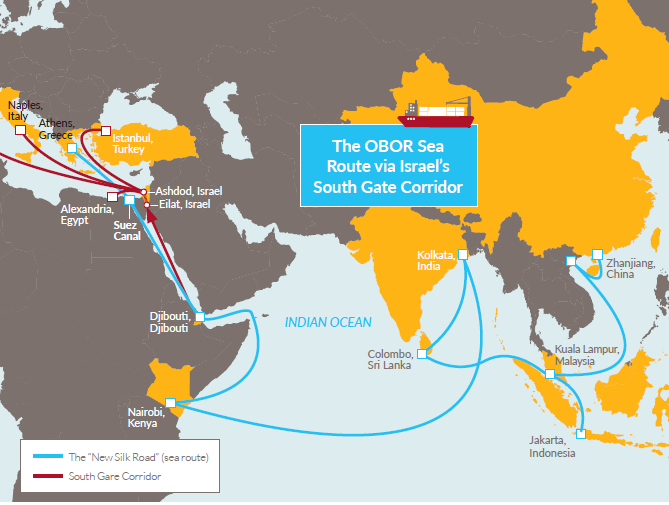 Naples,
Italy
Athens,
Greece
Istanbul,
Turkey
The OBOR Sea
Route via Israel's
South Gate Corridor
Ashdod, Israel
Eilat, Israel
Alexandria,
Egypt
Suez
Canal
Kolkata,
India
Zhanjiang,
China
Djibouti,
Djibouti
INDIAN OCEAN
Colombo,
Sri Lanka
Kuala Lampur,
Malaysia
Nairobi,
Kenya
Jakarta,
Indonesia
The "New Silk Road" (sea route)
South Gare Corridor